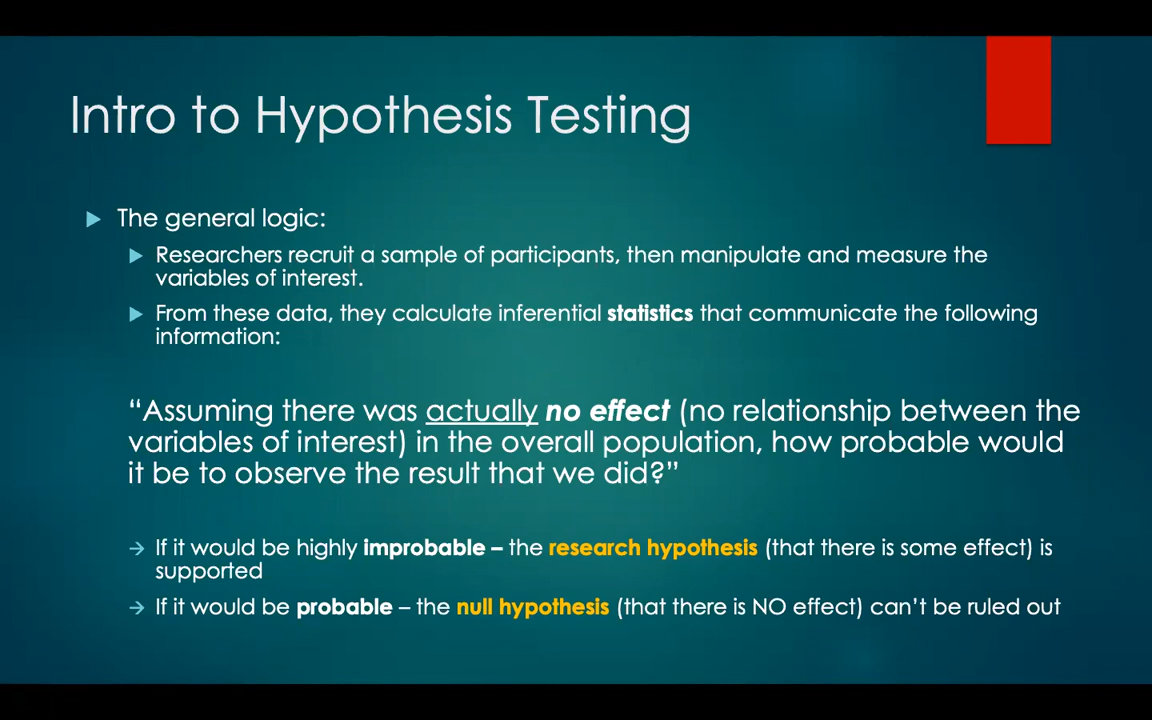 Intro to Hypothesis Testing
The general logic:
Researchers recruit a sample of participants, then manipulate and measure the
variables of interest.
From these data, they calculate inferential statistics that communicate the following
information:
“Assuming there was actually no effect (no relationship between the
variables of interest) in the overall population, how probable would
it be to observe the result that we did?”
→ If it would be highly improbable – the research hypothesis (that there is some effect) is
supported
→ If it would be probable – the null hypothesis (that there is NO effect) can’t be ruled out